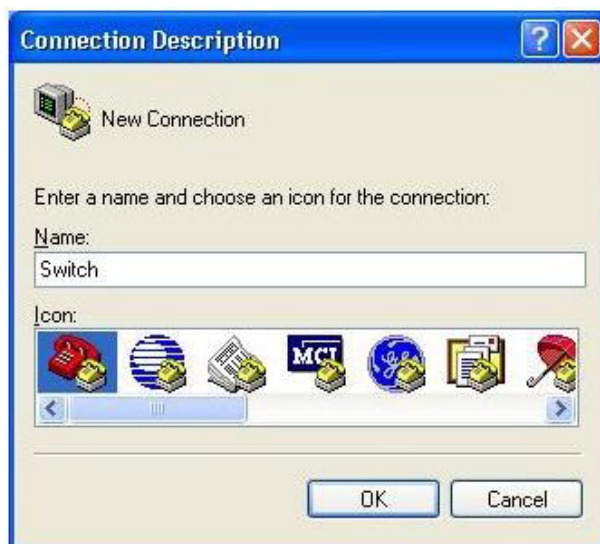 Connection Description
New Connection
Enter a name and choose an icon for the connection:
Name:
Switch
Icon:
MCI
OK
Cancel